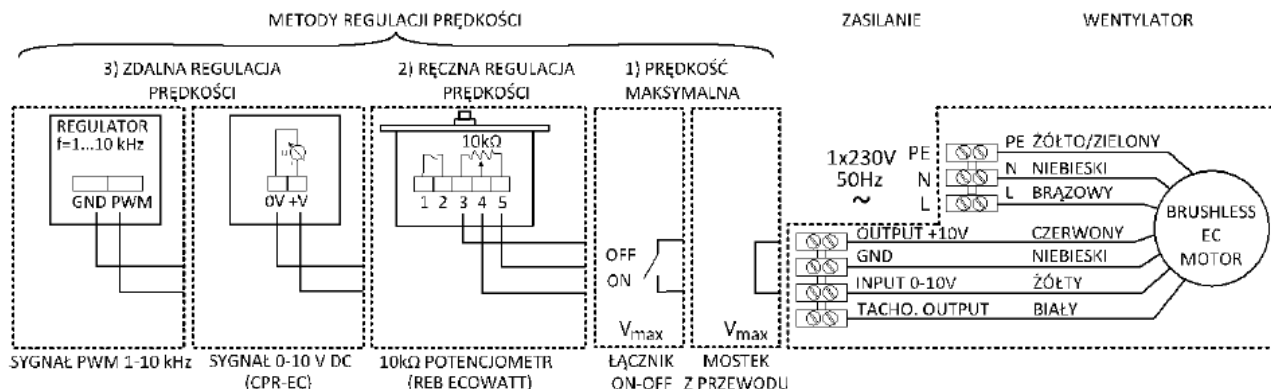 METODY REGULACJI PRĘDKOŚCI
ZASILANIE
WENTYLATOR
3) ZDALNA REGULACJA
PRĘDKOŚCI
2) RĘCZNA REGULACJA
PRĘDKOŚCI
1) PRĘDKOŚĆ
MAKSYMALNA
REGULATOR
f=1...10 kHz
GND PWM
0V +V
10kΩ
1 2 3 4 5
OFF
ON
Vmax
Vmax
1x230V
50Hz
~
PE
N
L
PE ŻÓŁTO/ZIELONY
N NIEBIESKI
L BRĄZOWY
OUTPUT +10V CZERWONY
GND NIEBIESKI
INPUT 0-10V ŻÓŁTY
TACHO. OUTPUT BIAŁY
BRUSHLESS
EC
MOTOR
SYGNAŁ PWM 1-10 kHz
SYGNAŁ 0-10 V DC
(CPR-EC)
10kΩ POTENCJOMETR
(REB ECOWATT)
ŁĄCZNIK
ON-OFF
MOSTEK
Z PRZEWODU